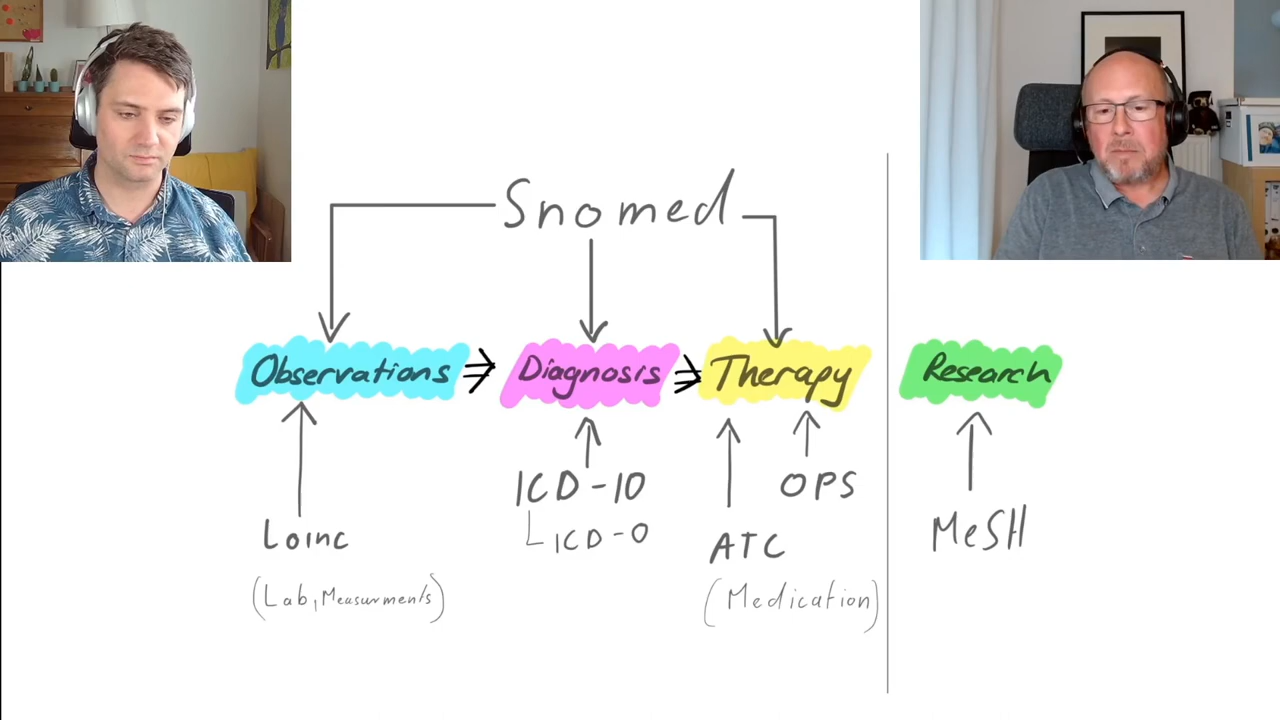 Snomed
Observations ⇒ Diagnosis ⇒ Therapy
Research
Loinc
(Lab, Measurments)
ICD-10
ICD-O
ATC
(Medication)
OPS
MeSH